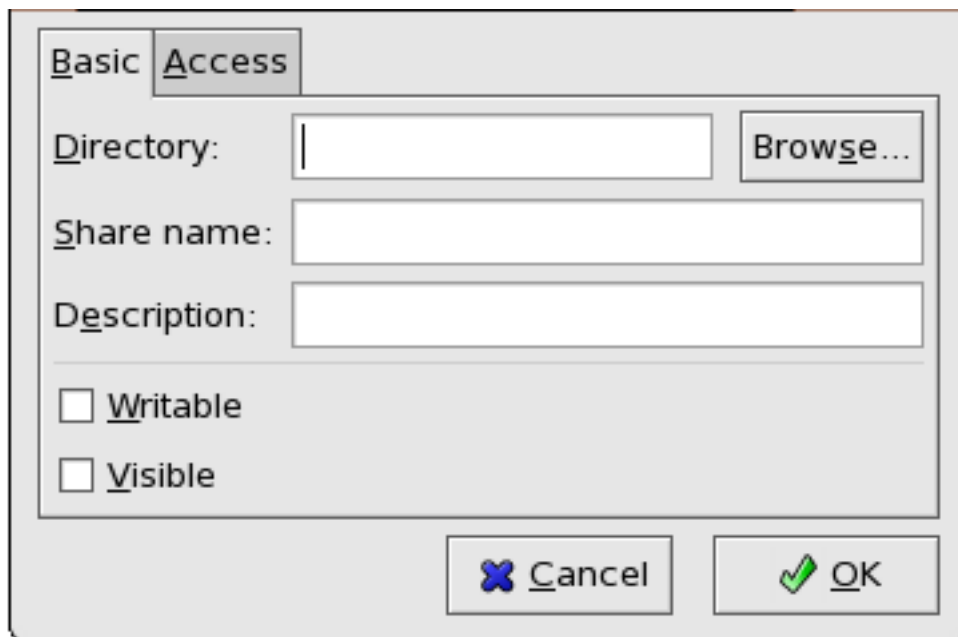 Basic Access
Directory: Browse...
Share name:
Description:
Writable
Visible
Cancel OK